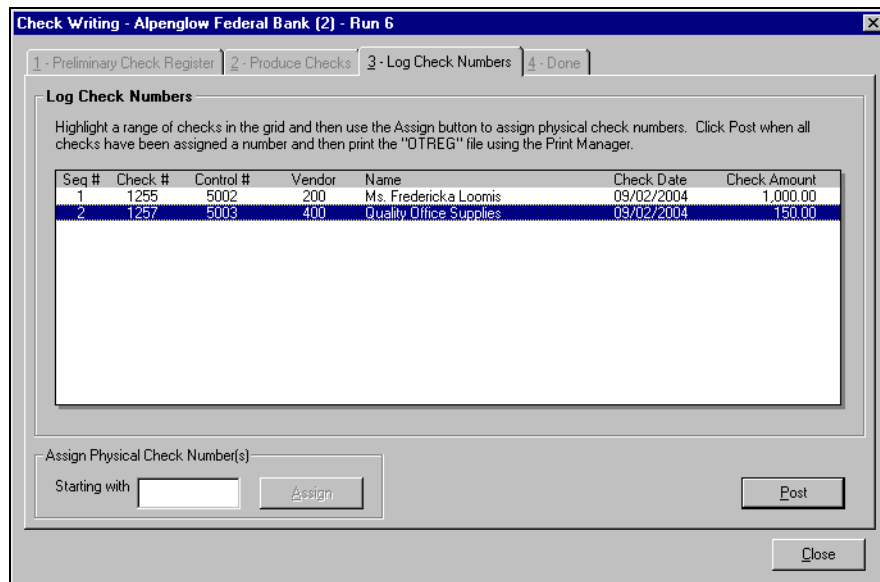 Check Writing - Alpenglow Federal Bank (2) - Run 6
1 - Preliminary Check Register 2 - Produce Checks 3 - Log Check Numbers 4 - Done
Log Check Numbers
Highlight a range of checks in the grid and then use the Assign button to assign physical check numbers. Click Post when all
checks have been assigned a number and then print the "OTREG" file using the Print Manager.
Seq # Check # Control # Vendor Name Check Date Check Amount
1 1255 5002 200 Ms. Fredericka Loomis 09/02/2004 1,000.00
2 1257 5003 400 Quality Office Supplies 09/02/2004 150.00
Assign Physical Check Number(s)
Starting with Assign
Post
Close